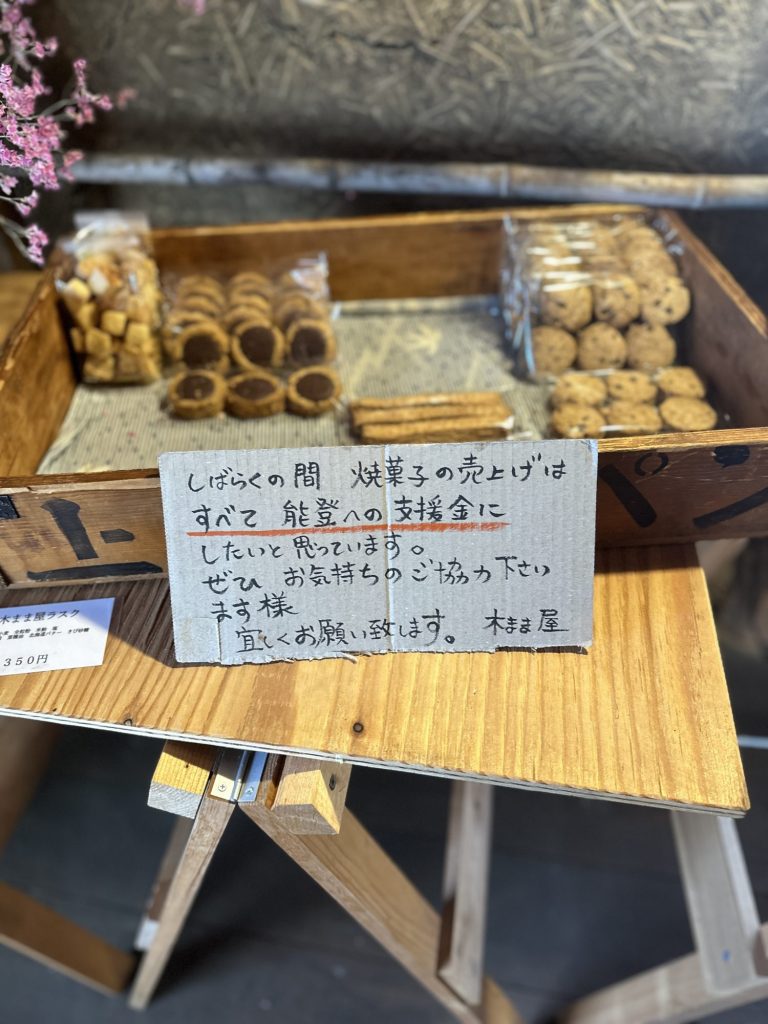 しばらくの間 焼菓子の売上げは
すべて 能登への支援金に
したいと思っています。
ぜひ お気持ちのご協力下さい
ます様
宜しくお願い致します。 木まま屋
パン
木まま屋ラスク
350円